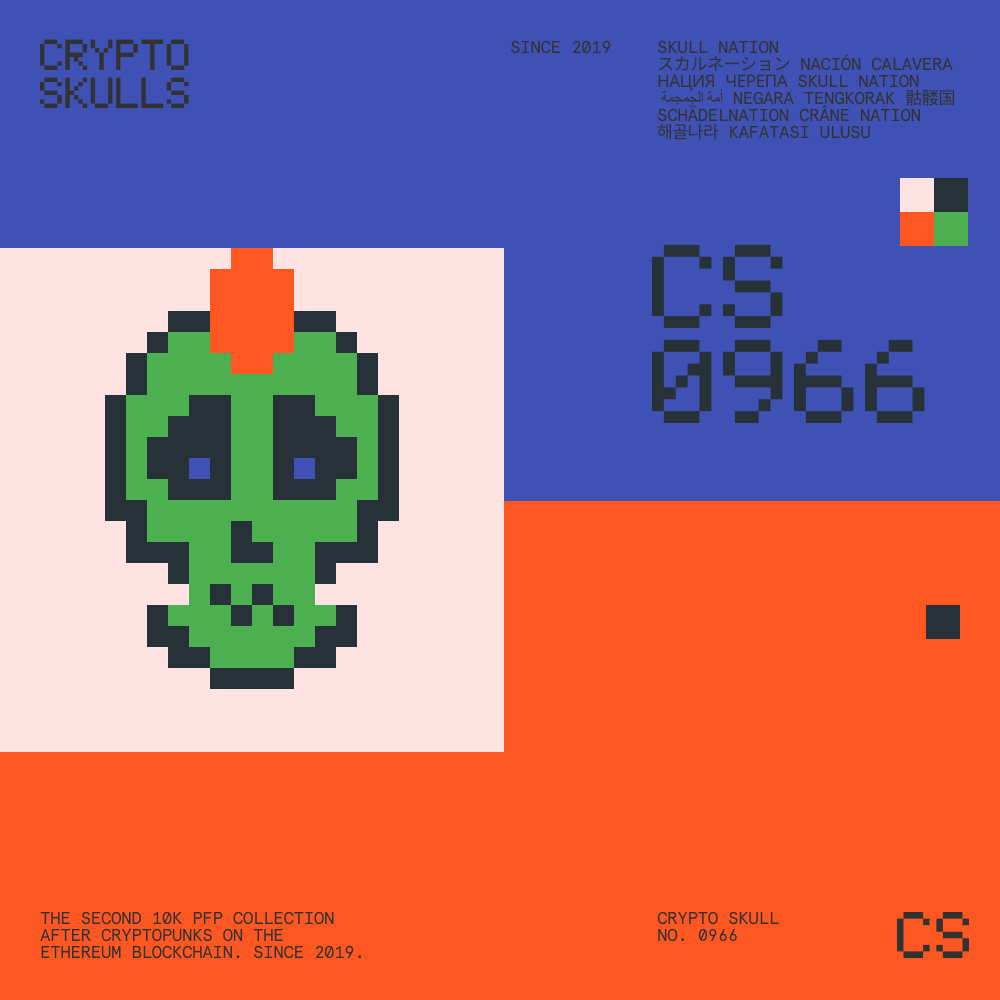 CRYPTO
SKULLS
SINCE 2019
SKULL NATION
スカルネーション NACIÓN CALAVERA
НАЦИЯ ЧЕРЕПА SKULL NATION
أمة الجمجمة NEGARA TENGKORAK 骷髅国
SCHÄDELNATION CRÂNE NATION
해골나라 KAFATASI ULUSU
CS
0966
THE SECOND 10K PFP COLLECTION
AFTER CRYPTOPUNKS ON THE
ETHEREUM BLOCKCHAIN. SINCE 2019.
CRYPTO SKULL
NO. 0966
CS